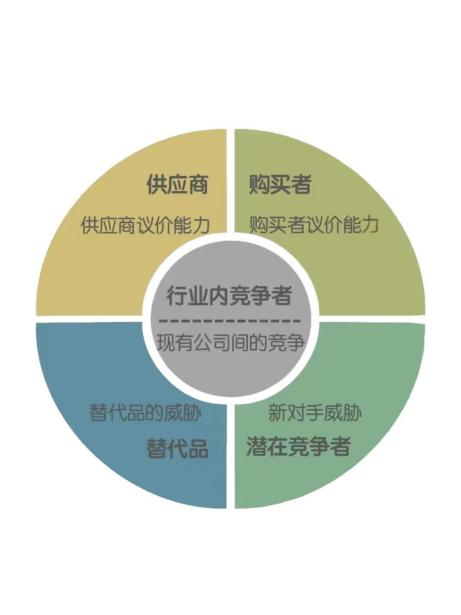 供应商
供应商议价能力
购买者
购买者议价能力
行业内竞争者
现有公司间的竞争
替代品的威胁
替代品
新对手威胁
潜在竞争者